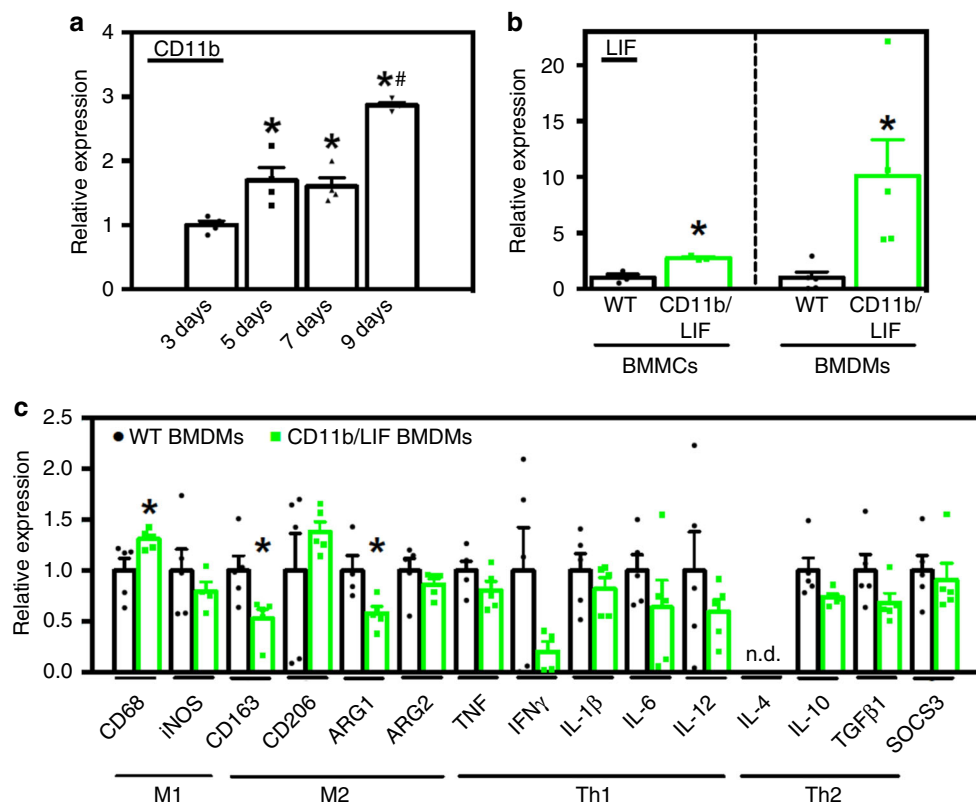 a
CD11b
Relative expression
4
3
2
1
0
*
*
*#
3 days
5 days
7 days
9 days
b
LIF
Relative expression
20
15
10
5
0
*
*
WT
CD11b/
LIF
WT
CD11b/
LIF
BMMCs
BMDMs
c
Relative expression
2.5
2.0
1.5
1.0
0.5
0.0
WT BMDMs
CD11b/LIF BMDMs
*
*
*
n.d.
CD68
iNOS
CD163
CD206
ARG1
ARG2
TNF
IFNγ
IL-1β
IL-6
IL-12
IL-4
IL-10
TGFβ1
SOCS3
M1
M2
Th1
Th2